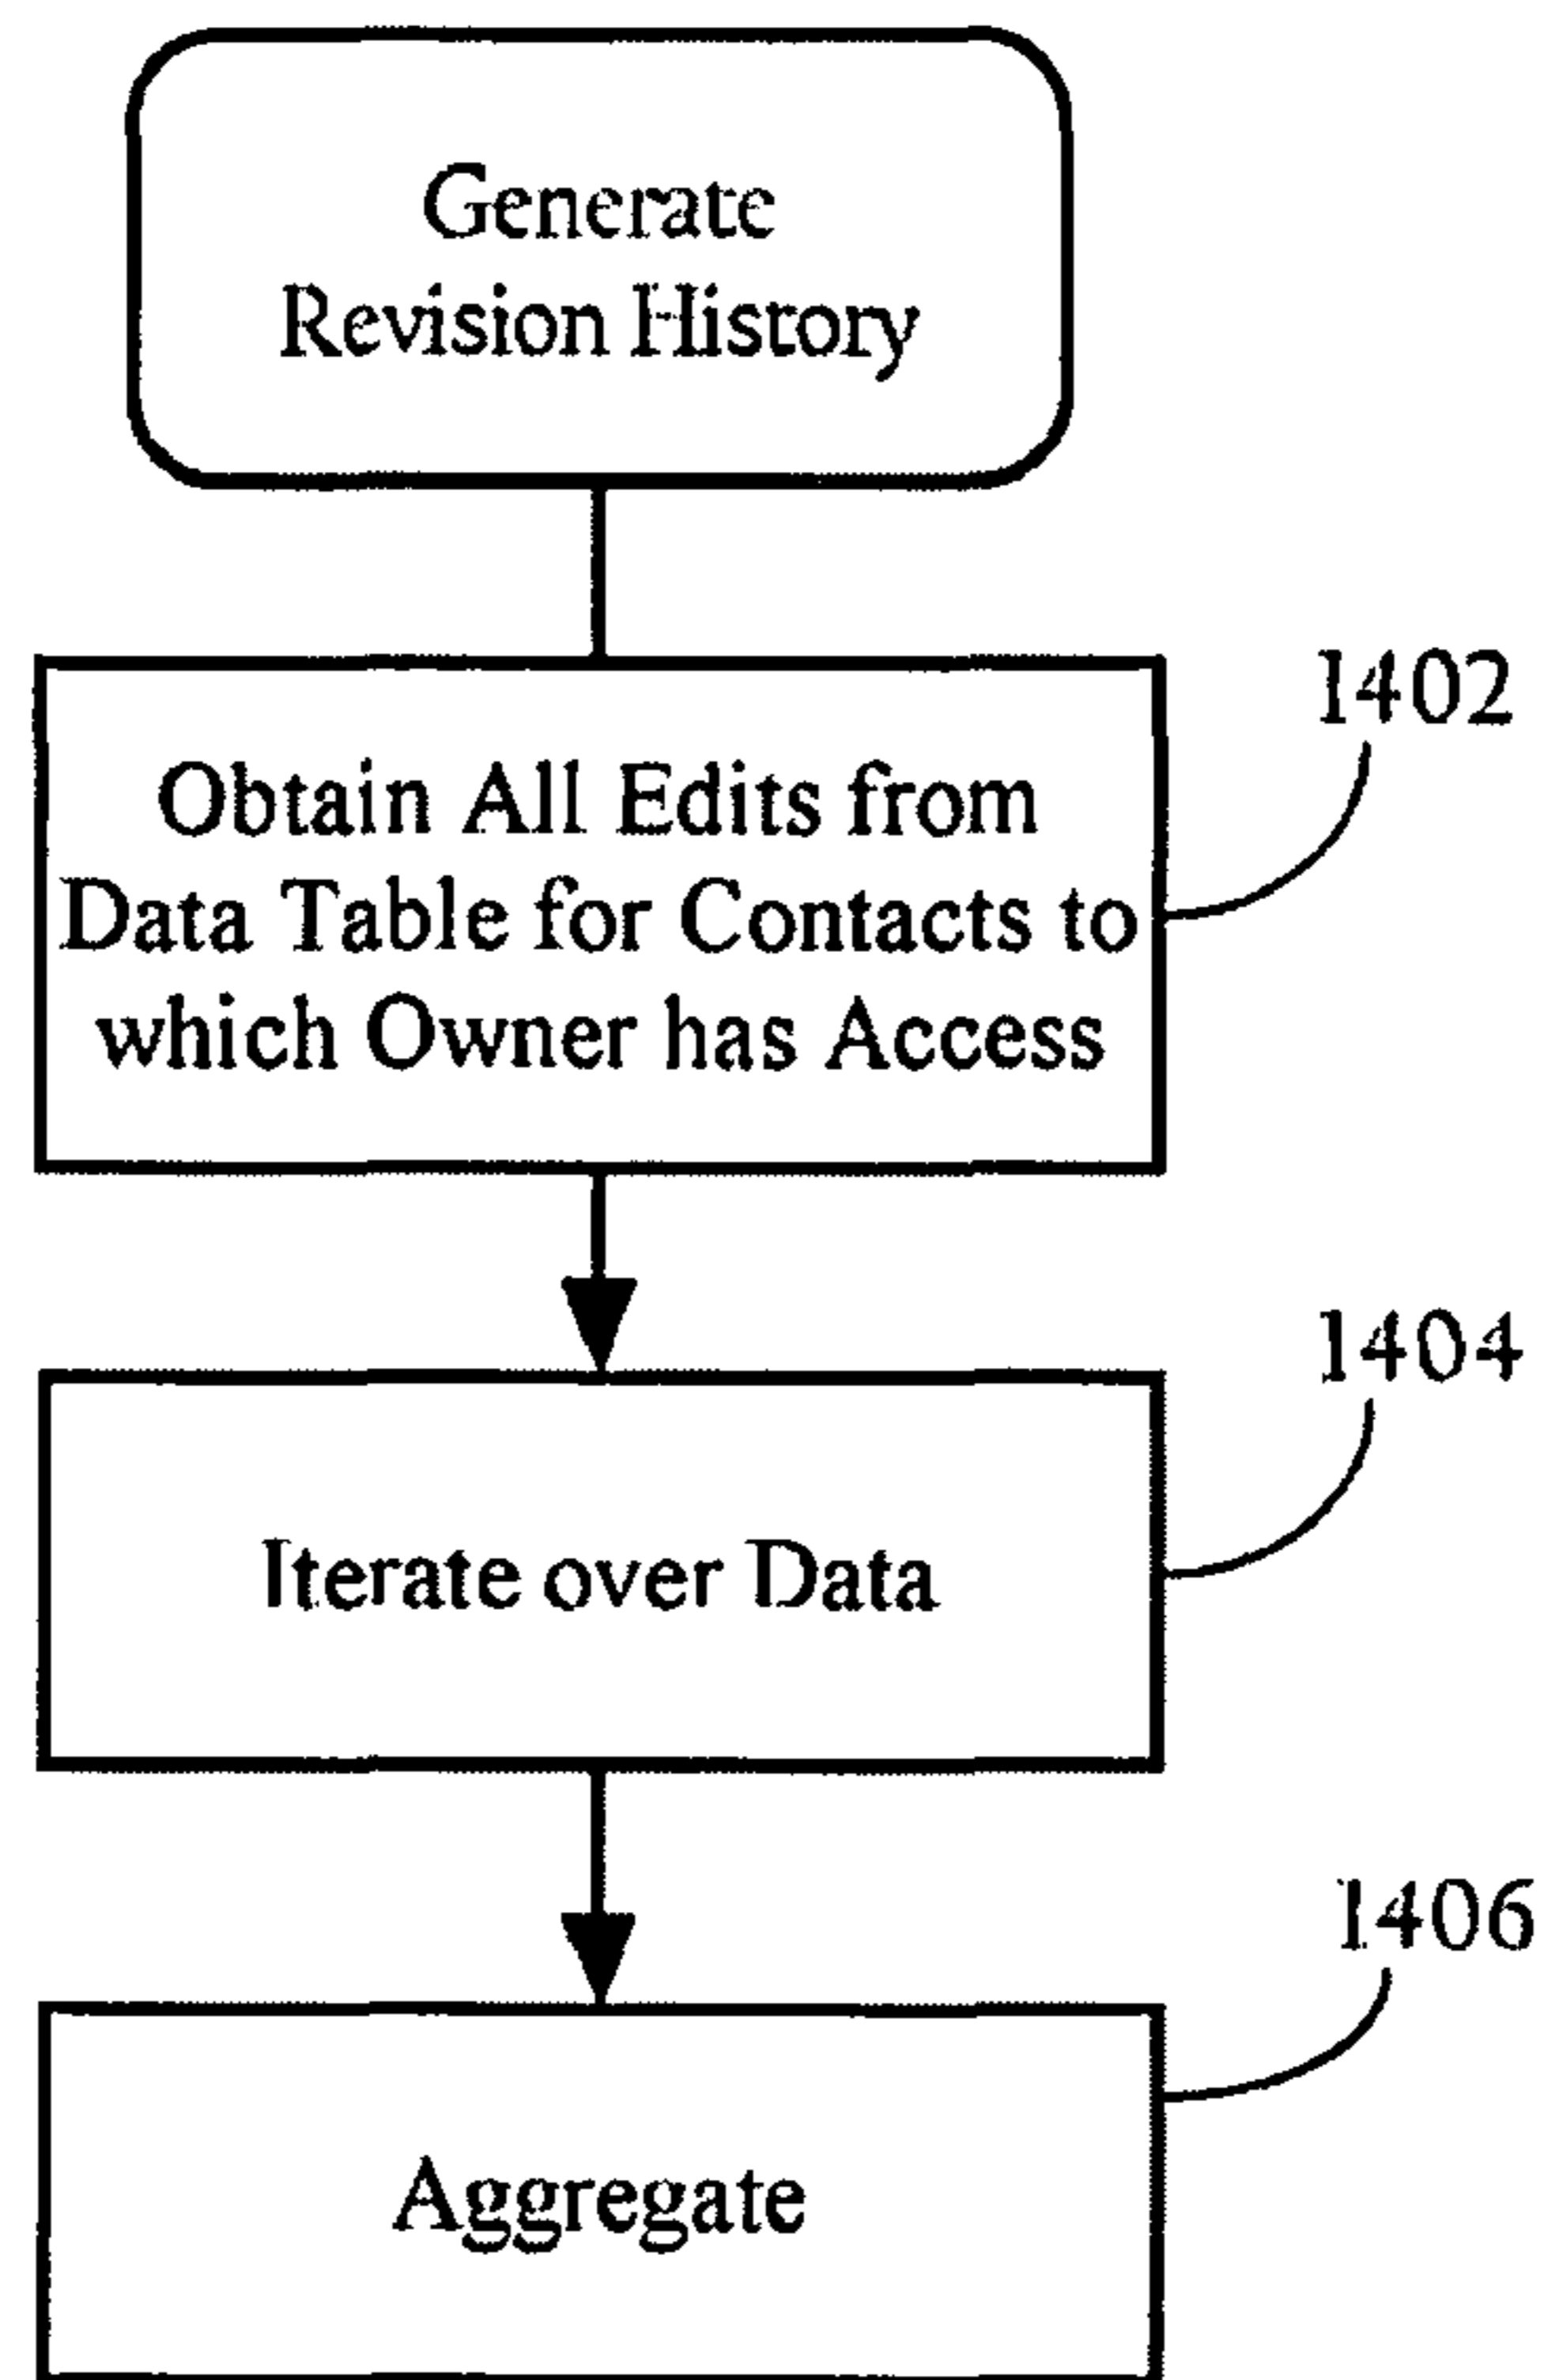 Generate
Revision History
1402
Obtain All Edits from
Data Table for Contacts to
which Owner has Access
1404
Iterate over Data
1406
Aggregate